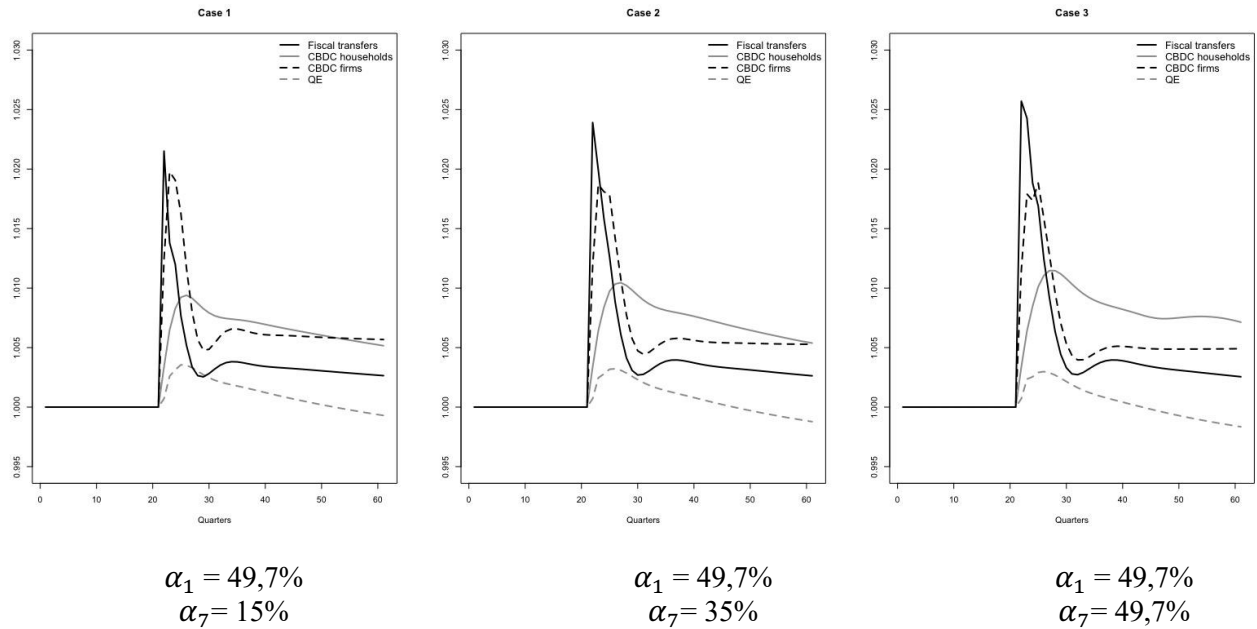 Case 1
1.030
1.025
1.020
1.015
1.010
1.005
1.000
0.995
Fiscal transfers
CBDC households
CBDC firms
QE
0 10 20 30 40 50 60
Quarters
𝛼₁ = 49,7%
𝛼₇= 15%
Case 2
1.030
1.025
1.020
1.015
1.010
1.005
1.000
0.995
Fiscal transfers
CBDC households
CBDC firms
QE
0 10 20 30 40 50 60
Quarters
𝛼₁ = 49,7%
𝛼₇= 35%
Case 3
1.030
1.025
1.020
1.015
1.010
1.005
1.000
0.995
Fiscal transfers
CBDC households
CBDC firms
QE
0 10 20 30 40 50 60
Quarters
𝛼₁ = 49,7%
𝛼₇= 49,7%